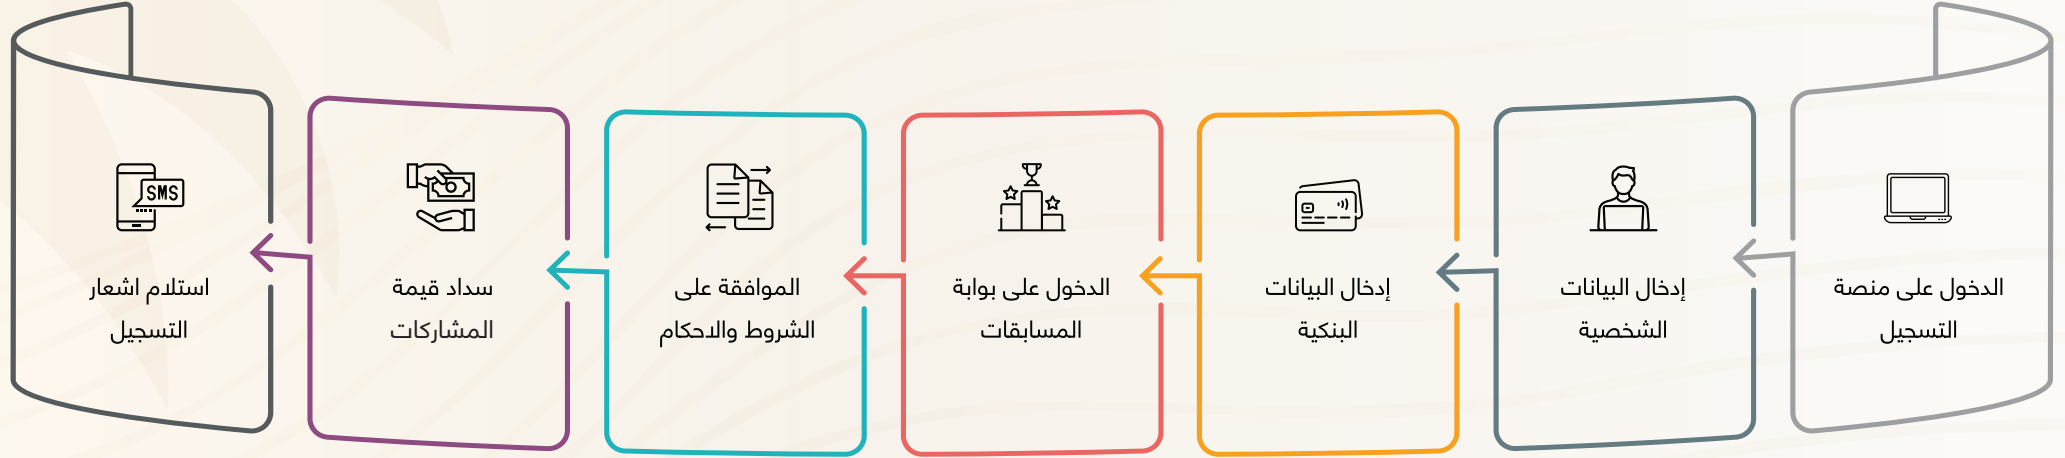 الدخول على منصة
التسجيل
إدخال البيانات
الشخصية
إدخال البيانات
البنكية
الدخول على بوابة
المسابقات
الموافقة على
الشروط والاحكام
سداد قيمة
المشاركات
SMS
استلام اشعار
التسجيل